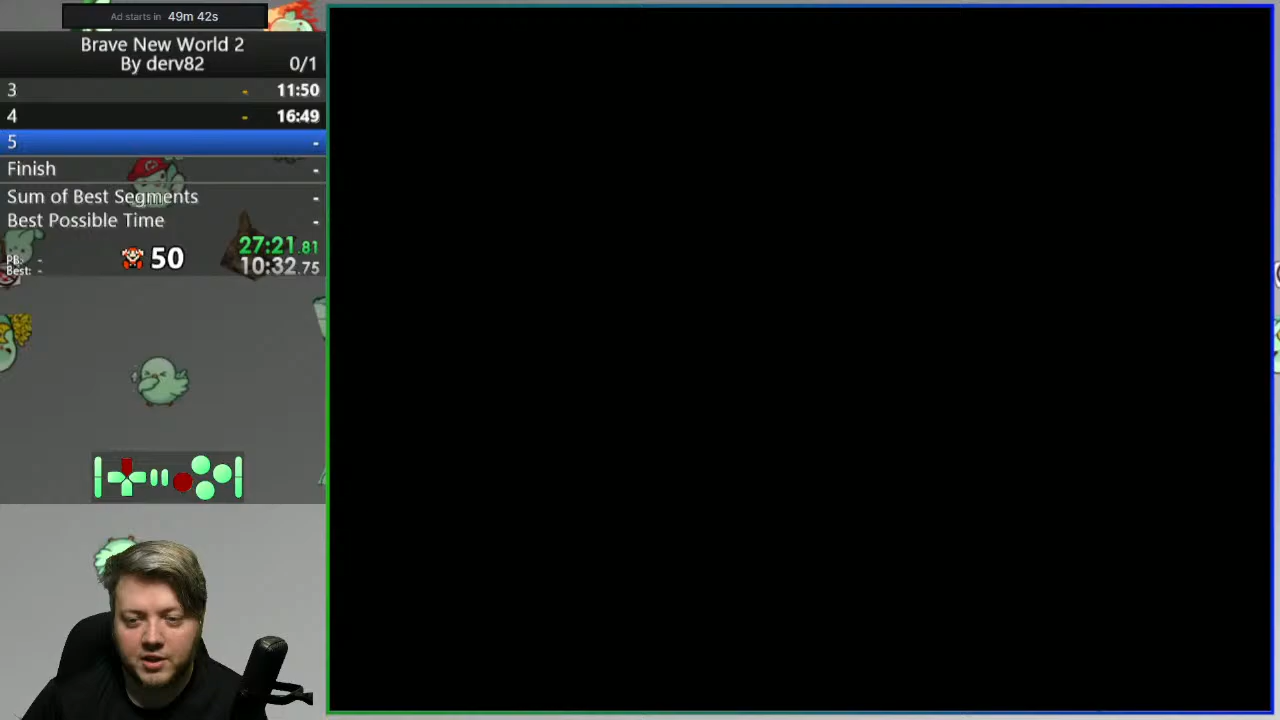 Ad starts in 49m 42s
Brave New World 2
By derv82 0/1
3 - 11:50
4 - 16:49
5 -
Finish -
Sum of Best Segments -
Best Possible Time -
PB: -
Best: -
50
27:21.81
10:32.75